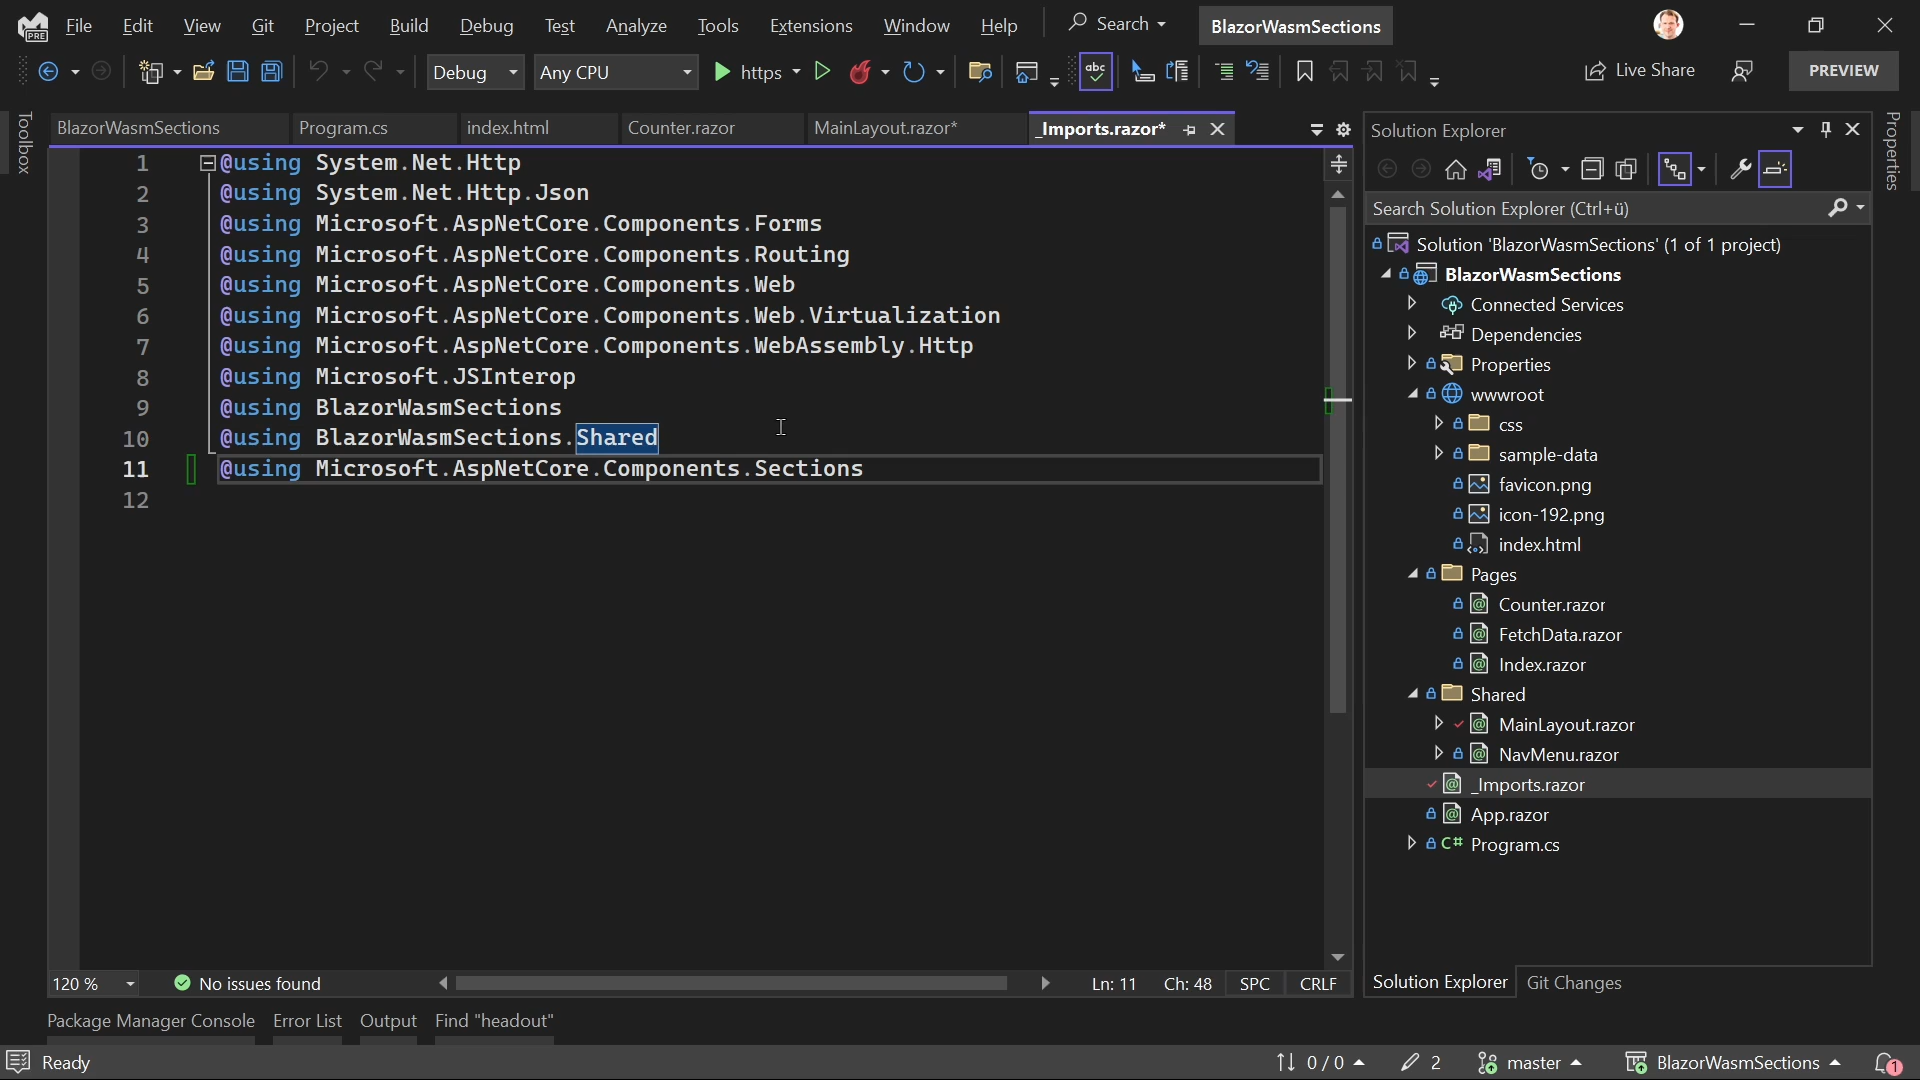 File Edit View Git Project Build Debug Test Analyze Tools Extensions Window Help Search BlazorWasmSections
PRE
Debug Any CPU https abc Live Share PREVIEW
Toolbox
BlazorWasmSections Program.cs index.html Counter.razor MainLayout.razor* _Imports.razor*
1 @using System.Net.Http
2 @using System.Net.Http.Json
3 @using Microsoft.AspNetCore.Components.Forms
4 @using Microsoft.AspNetCore.Components.Routing
5 @using Microsoft.AspNetCore.Components.Web
6 @using Microsoft.AspNetCore.Components.Web.Virtualization
7 @using Microsoft.AspNetCore.Components.WebAssembly.Http
8 @using Microsoft.JSInterop
9 @using BlazorWasmSections
10 @using BlazorWasmSections.Shared
11 @using Microsoft.AspNetCore.Components.Sections
12
120 % No issues found Ln: 11 Ch: 48 SPC CRLF
Solution Explorer
Properties
Search Solution Explorer (Ctrl+ü)
Solution 'BlazorWasmSections' (1 of 1 project)
BlazorWasmSections
Connected Services
Dependencies
Properties
wwwroot
css
sample-data
favicon.png
icon-192.png
index.html
Pages
Counter.razor
FetchData.razor
Index.razor
Shared
MainLayout.razor
NavMenu.razor
_Imports.razor
App.razor
C# Program.cs
Solution Explorer Git Changes
Package Manager Console Error List Output Find "headout"
Ready 0 / 0 2 master BlazorWasmSections 1